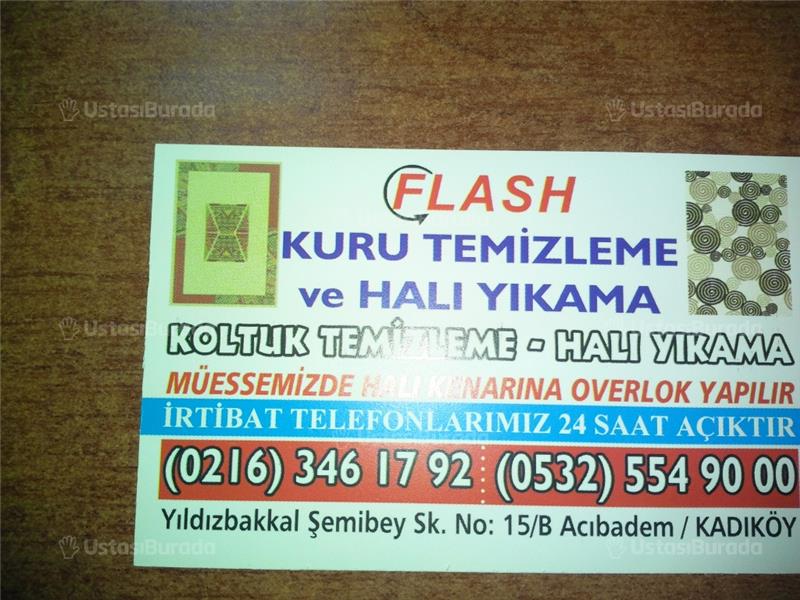 UstasıBurada UstasıBurada
FLASH
KURU TEMİZLEME
ve HALI YIKAMA
KOLTUK TEMİZLEME - HALI YIKAMA
MÜESSEMİZDE HALI KENARINA OVERLOK YAPILIR
İRTİBAT TELEFONLARIMIZ 24 SAAT AÇIKTIR
(0216) 346 17 92 (0532) 554 90 00
Yıldızbakkal Şemibey Sk. No: 15/B Acıbadem / KADIKÖY
UstasıBurada UstasıBurada